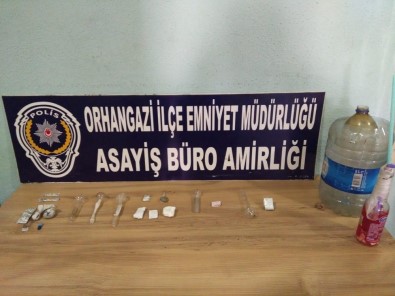 POLİS
ORHANGAZİ İLÇE EMNİYET MÜDÜRLÜĞÜ
ASAYİŞ BÜRO AMİRLİĞİ